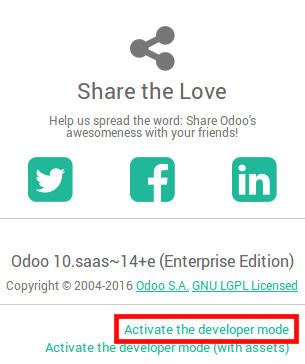 Share the Love
Help us spread the word: Share Odoo's
awesomeness with your friends!
Odoo 10.saas~14+e (Enterprise Edition)
Copyright © 2004-2016 Odoo S.A. GNU LGPL Licensed
Activate the developer mode
Activate the developer mode (with assets)